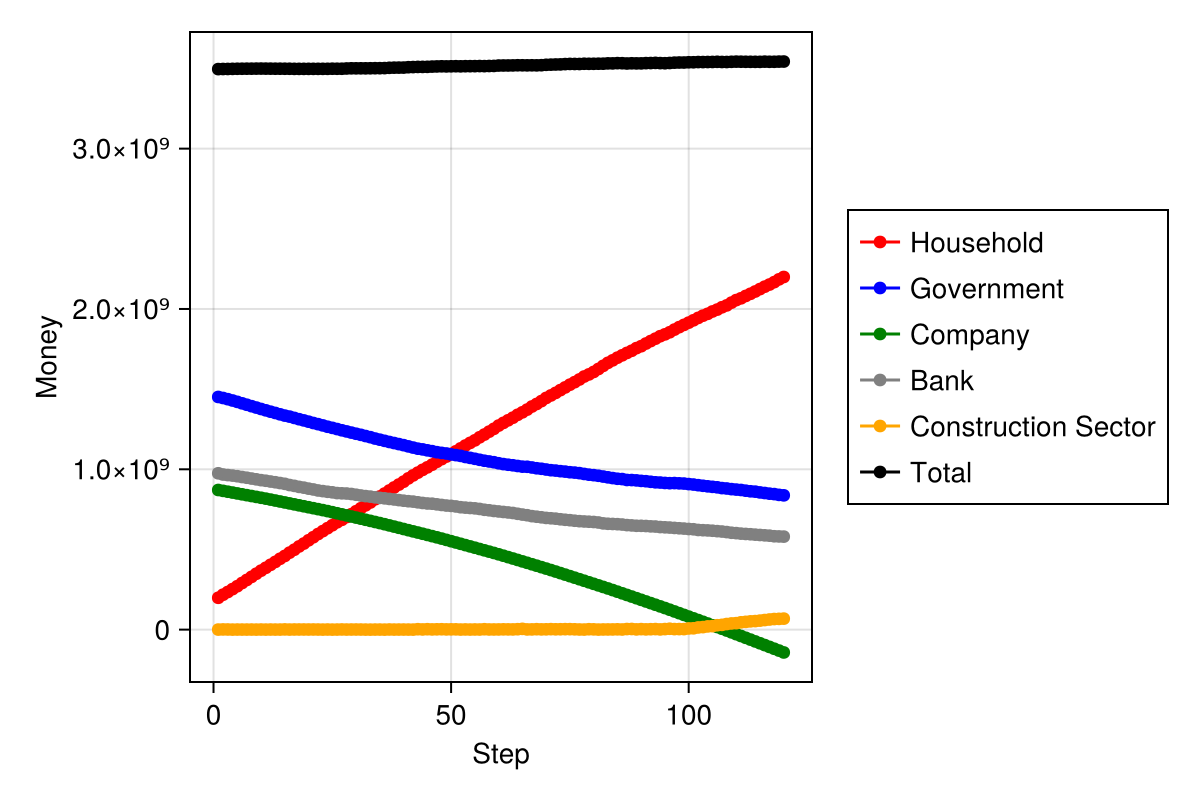 Money
3.0×10⁹
2.0×10⁹
1.0×10⁹
0
0 50 100
Step
Household
Government
Company
Bank
Construction Sector
Total